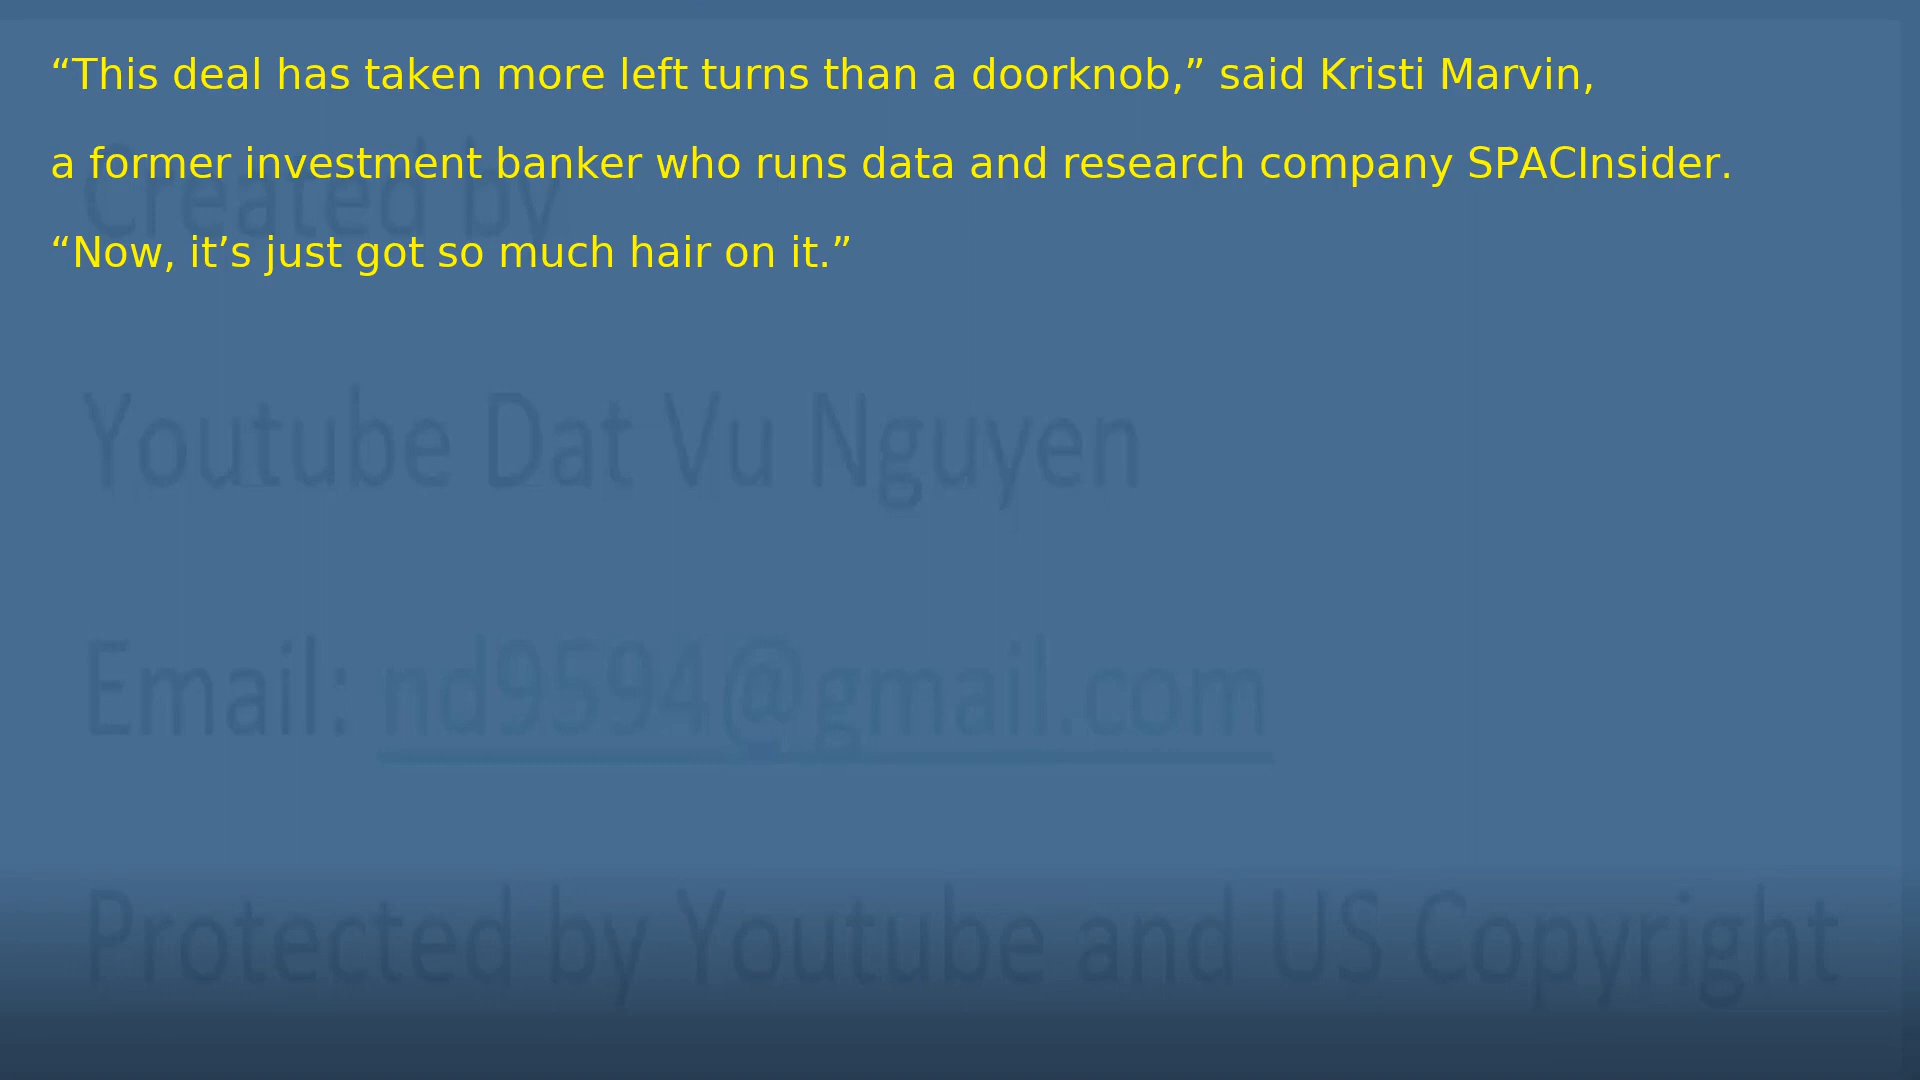 “This deal has taken more left turns than a doorknob,” said Kristi Marvin,
a former investment banker who runs data and research company SPACInsider.
“Now, it’s just got so much hair on it.”
Created by
Youtube Dat Vu Nguyen
Email: nd9594@gmail.com
Protected by Youtube and US Copyright